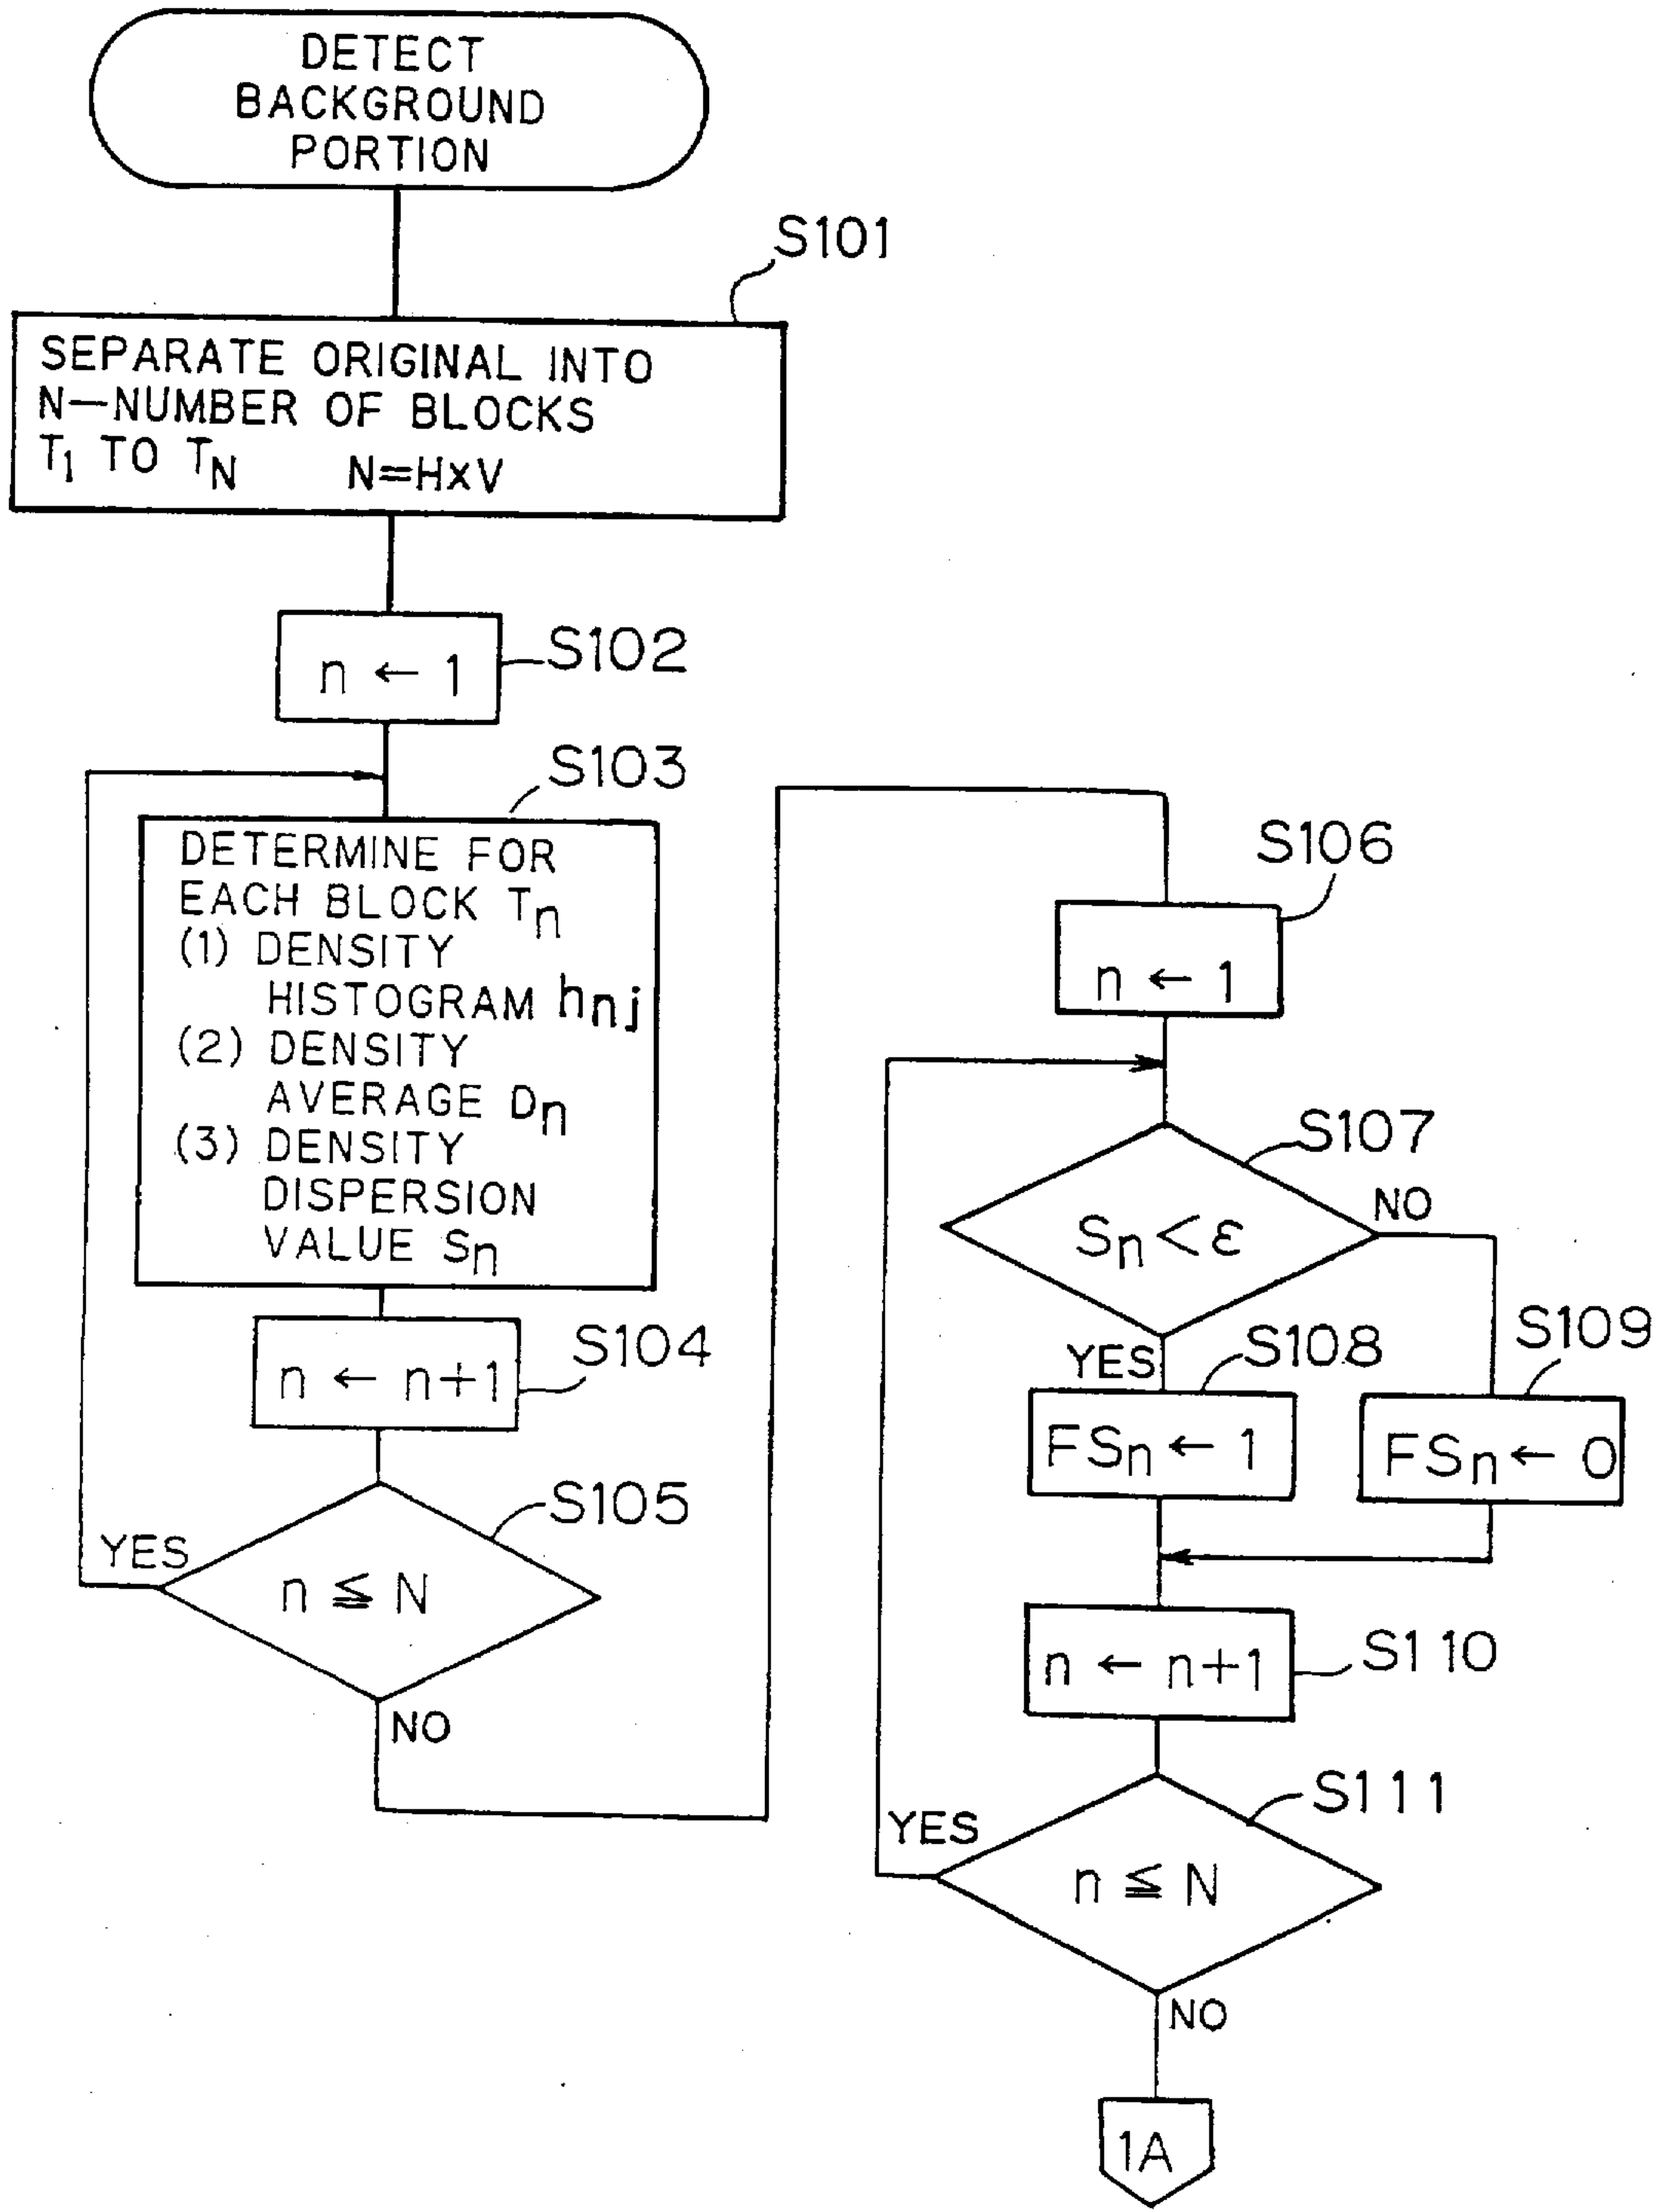 DETECT
BACKGROUND
PORTION
S101
SEPARATE ORIGINAL INTO
N-NUMBER OF BLOCKS
T1 TO TN N=H×V
S102
n ← 1
S103
DETERMINE FOR
EACH BLOCK Tn
(1) DENSITY
HISTOGRAM hnj
(2) DENSITY
AVERAGE Dn
(3) DENSITY
DISPERSION
VALUE Sn
S104
n ← n+1
S105
YES
n ≦ N
NO
S106
n ← 1
S107
NO
Sn < ε
YES
S108
FSn ← 1
S109
FSn ← 0
S110
n ← n+1
S111
YES
n ≦ N
NO
1A